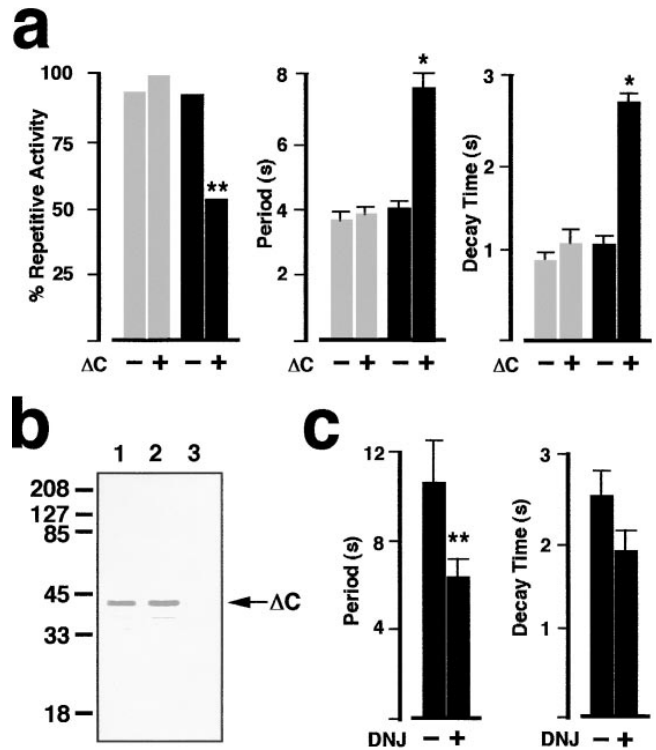 a
% Repetitive Activity
100
75
50
25
**
ΔC
− + − +
Period (s)
8
6
4
2
*
ΔC
− + − +
Decay Time (s)
3
2
1
*
ΔC
− + − +
b
1 2 3
208
127
85
45
33
18
ΔC
c
Period (s)
12
8
4
**
DNJ
− +
Decay Time (s)
3
2
1
DNJ
− +